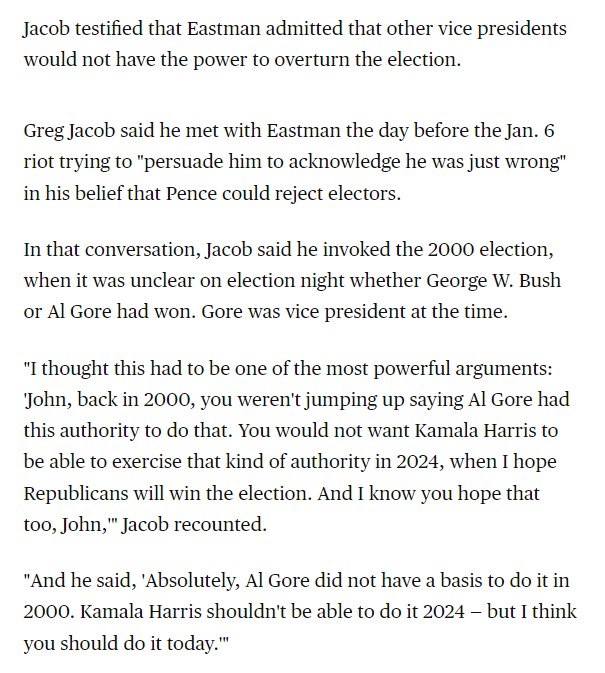 Jacob testified that Eastman admitted that other vice presidents
would not have the power to overturn the election.
Greg Jacob said he met with Eastman the day before the Jan. 6
riot trying to "persuade him to acknowledge he was just wrong"
in his belief that Pence could reject electors.
In that conversation, Jacob said he invoked the 2000 election,
when it was unclear on election night whether George W. Bush
or Al Gore had won. Gore was vice president at the time.
"I thought this had to be one of the most powerful arguments:
'John, back in 2000, you weren't jumping up saying Al Gore had
this authority to do that. You would not want Kamala Harris to
be able to exercise that kind of authority in 2024, when I hope
Republicans will win the election. And I know you hope that
too, John,'" Jacob recounted.
"And he said, 'Absolutely, Al Gore did not have a basis to do it in
2000. Kamala Harris shouldn't be able to do it 2024 — but I think
you should do it today.'"